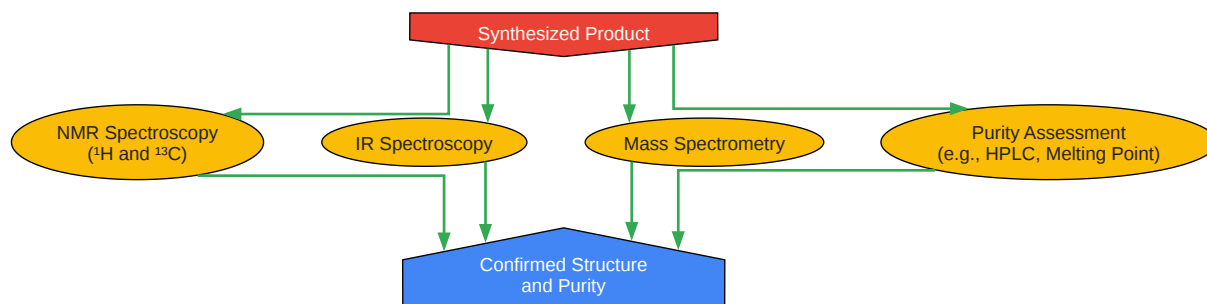 Synthesized Product
NMR Spectroscopy
(¹H and ¹³C)
IR Spectroscopy
Mass Spectrometry
Purity Assessment
(e.g., HPLC, Melting Point)
Confirmed Structure
and Purity